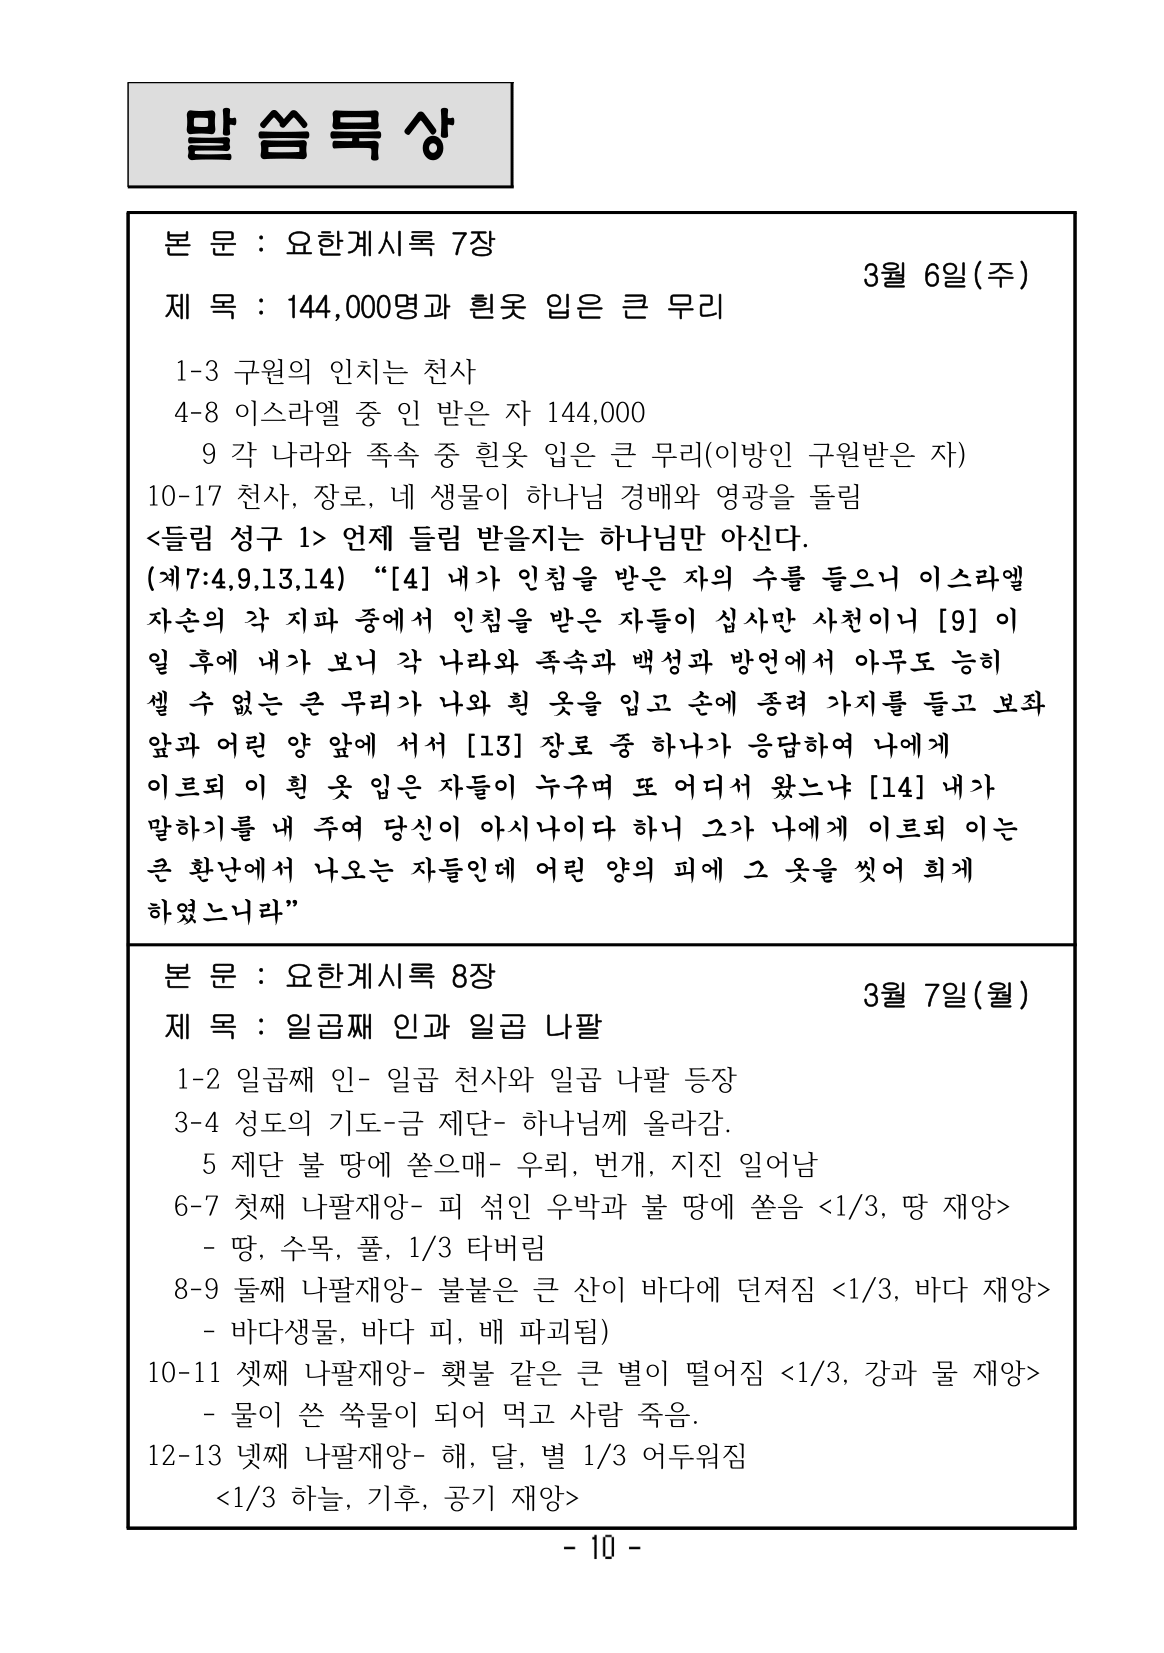 말씀묵상
본 문 : 요한계시록 7장
3월 6일(주)
제 목 : 144,000명과 흰옷 입은 큰 무리
1-3 구원의 인치는 천사
4-8 이스라엘 중 인 받은 자 144,000
9 각 나라와 족속 중 흰옷 입은 큰 무리(이방인 구원받은 자)
10-17 천사, 장로, 네 생물이 하나님 경배와 영광을 돌림
<들림 성구 1> 언제 들림 받을지는 하나님만 아신다.
(계7:4,9,13,14) “[4] 내가 인침을 받은 자의 수를 들으니 이스라엘
자손의 각 지파 중에서 인침을 받은 자들이 십사만 사천이니 [9] 이
일 후에 내가 보니 각 나라와 족속과 백성과 방언에서 아무도 능히
셀 수 없는 큰 무리가 나와 흰 옷을 입고 손에 종려 가지를 들고 보좌
앞과 어린 양 앞에 서서 [13] 장로 중 하나가 응답하여 나에게
이르되 이 흰 옷 입은 자들이 누구며 또 어디서 왔느냐 [14] 내가
말하기를 내 주여 당신이 아시나이다 하니 그가 나에게 이르되 이는
큰 환난에서 나오는 자들인데 어린 양의 피에 그 옷을 씻어 희게
하였느니라”
본 문 : 요한계시록 8장
3월 7일(월)
제 목 : 일곱째 인과 일곱 나팔
1-2 일곱째 인- 일곱 천사와 일곱 나팔 등장
3-4 성도의 기도-금 제단- 하나님께 올라감.
5 제단 불 땅에 쏟으매- 우뢰, 번개, 지진 일어남
6-7 첫째 나팔재앙- 피 섞인 우박과 불 땅에 쏟음 <1/3, 땅 재앙>
- 땅, 수목, 풀, 1/3 타버림
8-9 둘째 나팔재앙- 불붙은 큰 산이 바다에 던져짐 <1/3, 바다 재앙>
- 바다생물, 바다 피, 배 파괴됨)
10-11 셋째 나팔재앙- 횃불 같은 큰 별이 떨어짐 <1/3, 강과 물 재앙>
- 물이 쓴 쑥물이 되어 먹고 사람 죽음.
12-13 넷째 나팔재앙- 해, 달, 별 1/3 어두워짐
<1/3 하늘, 기후, 공기 재앙>
- 10 -